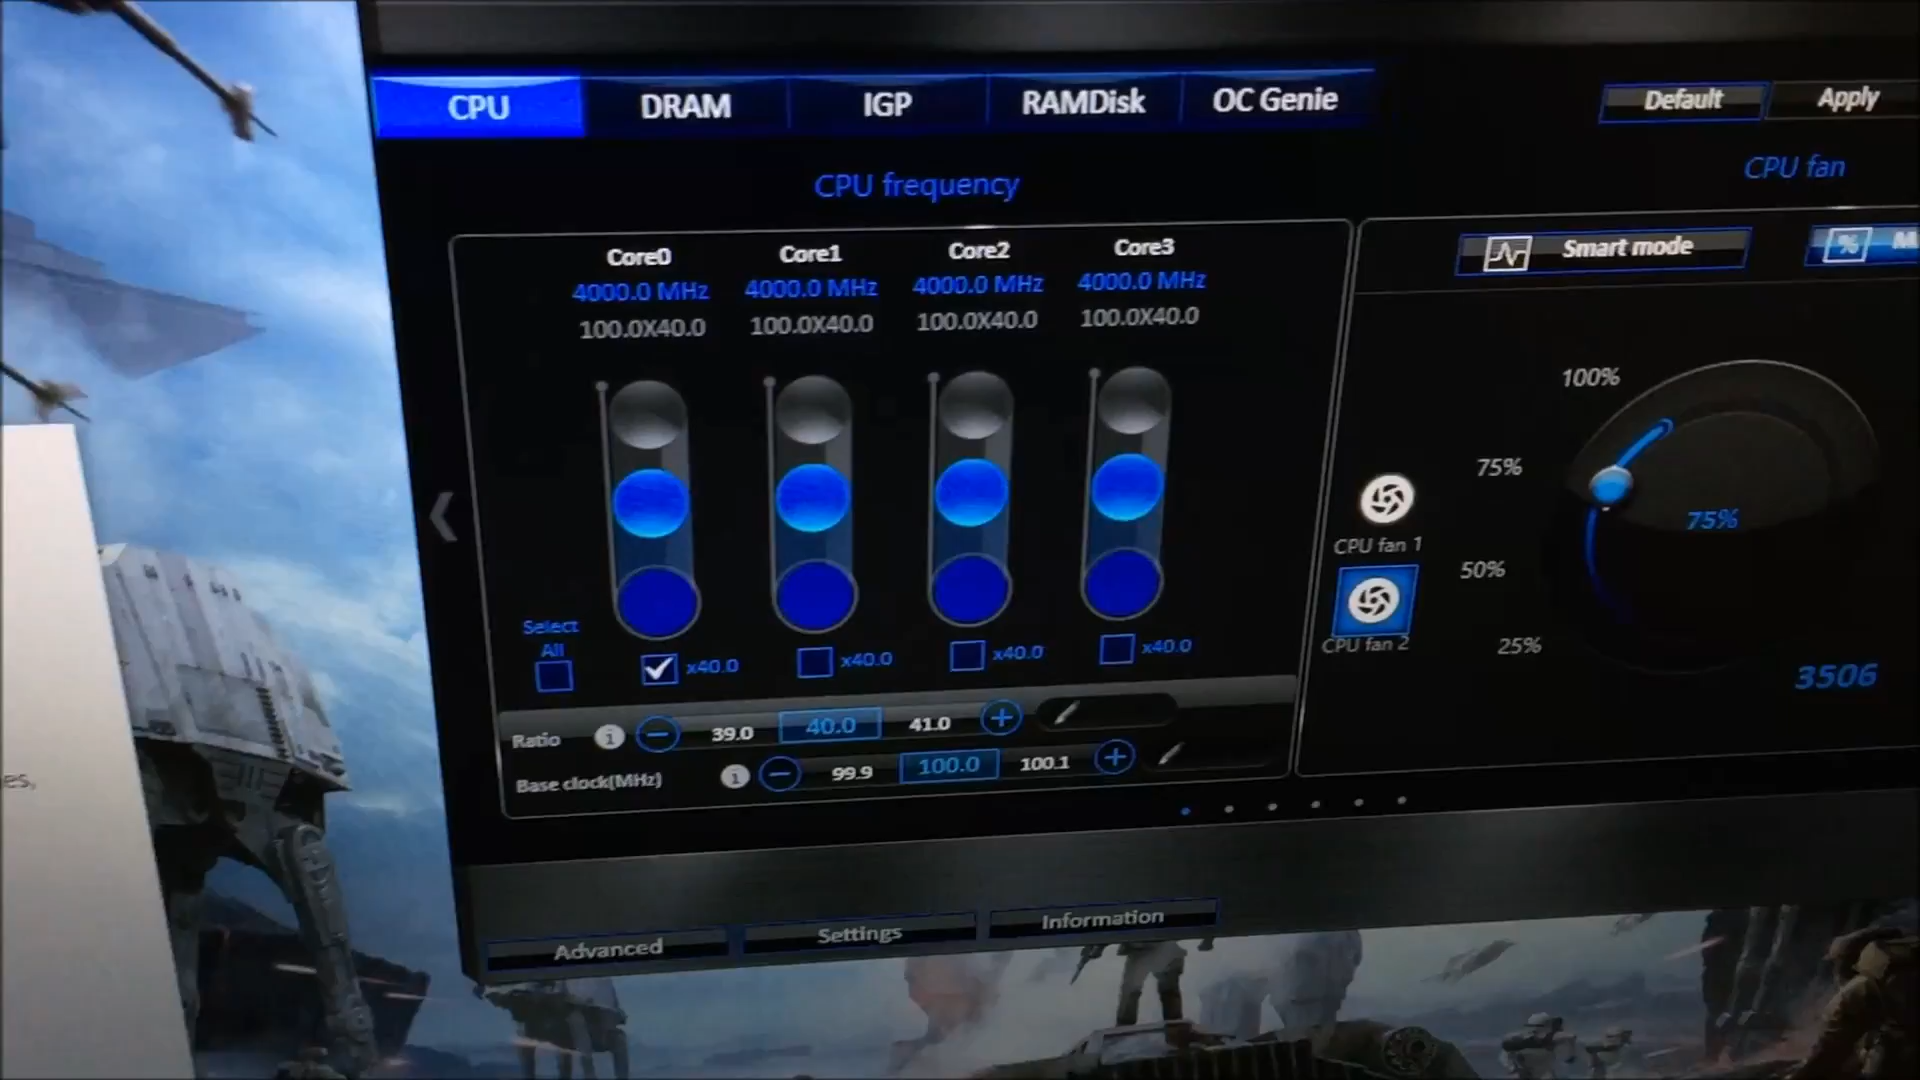 CPU DRAM IGP RAMDisk OC Genie Default Apply
CPU frequency
CPU fan
Core0 Core1 Core2 Core3
4000.0 MHz 4000.0 MHz 4000.0 MHz 4000.0 MHz
100.0X40.0 100.0X40.0 100.0X40.0 100.0X40.0
Select
All
x40.0 x40.0 x40.0 x40.0
Ratio 39.0 40.0 41.0
Base clock(MHz) 99.9 100.0 100.1
Smart mode %
100%
75%
50%
25%
75%
CPU fan 1
CPU fan 2
3506
Advanced Settings Information
es,